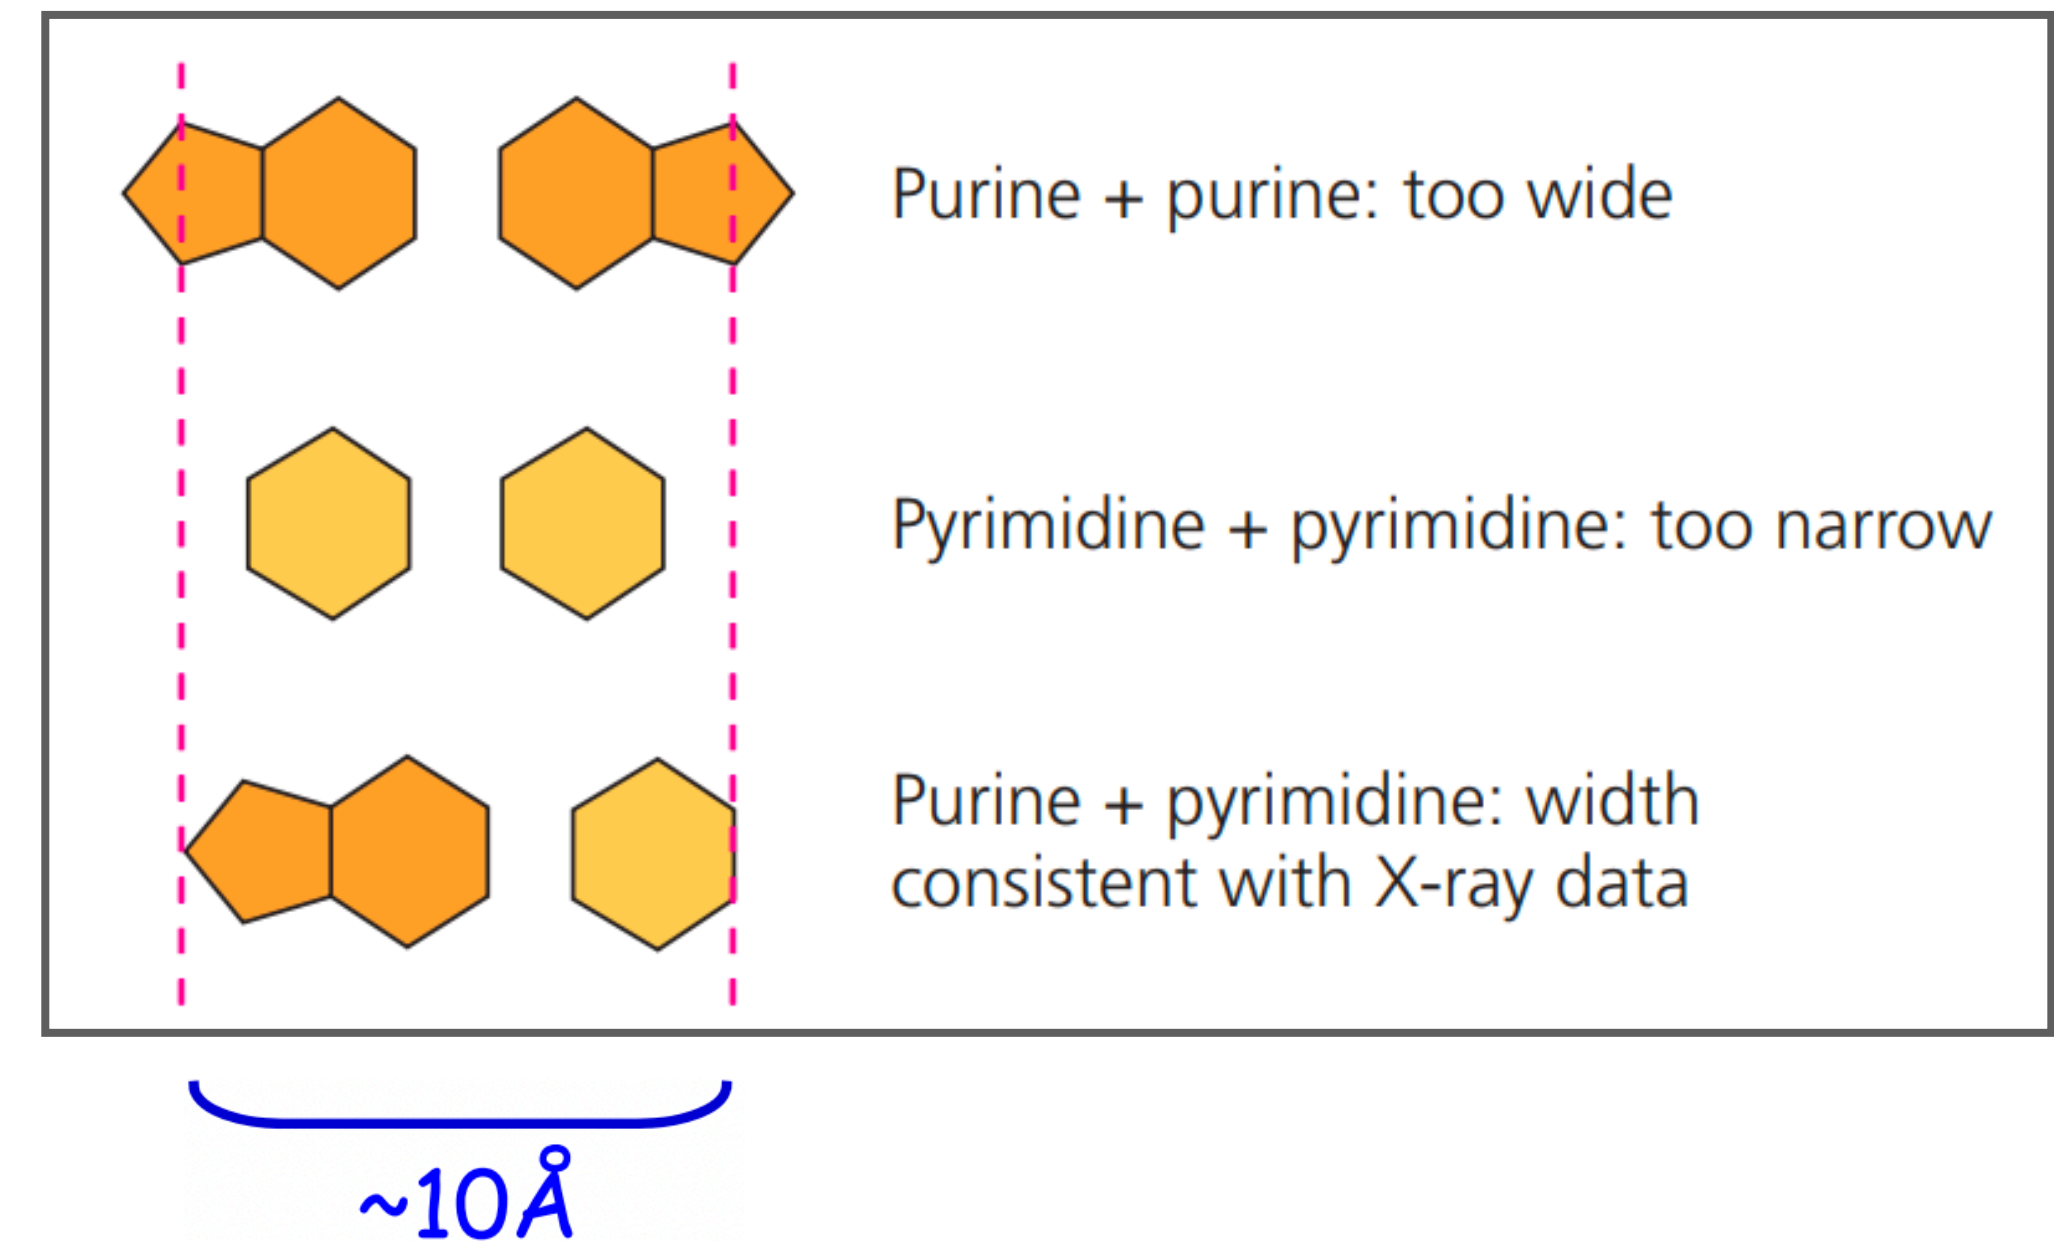 Purine + purine: too wide
Pyrimidine + pyrimidine: too narrow
Purine + pyrimidine: width
consistent with X-ray data
~10Å